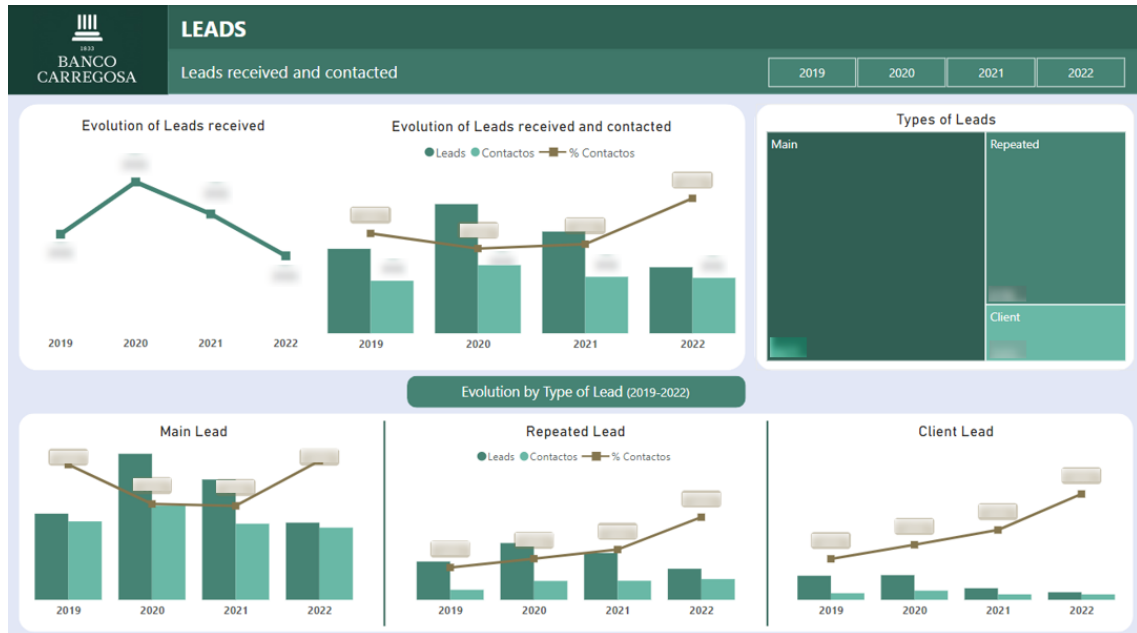 1833
BANCO
CARREGOSA
LEADS
Leads received and contacted
2019
2020
2021
2022
Evolution of Leads received
2019 2020 2021 2022
Evolution of Leads received and contacted
Leads Contactos % Contactos
2019 2020 2021 2022
Types of Leads
Main
Repeated
Client
Evolution by Type of Lead (2019-2022)
Main Lead
2019 2020 2021 2022
Repeated Lead
Leads Contactos % Contactos
2019 2020 2021 2022
Client Lead
2019 2020 2021 2022